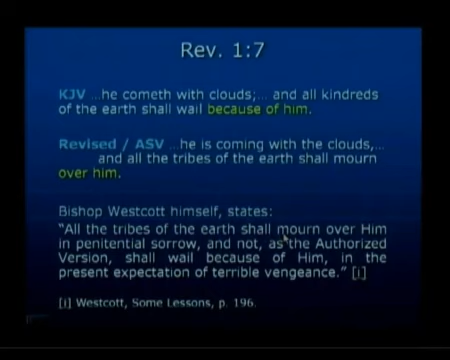 Rev. 1:7
KJV ...he cometh with clouds;... and all kindreds
of the earth shall wail because of him.
Revised / ASV ...he is coming with the clouds,...
and all the tribes of the earth shall mourn
over him.
Bishop Westcott himself, states:
“All the tribes of the earth shall mourn over Him
in penitential sorrow, and not, as the Authorized
Version, shall wail because of Him, in the
present expectation of terrible vengeance.” [i]
[i] Westcott, Some Lessons, p. 196.